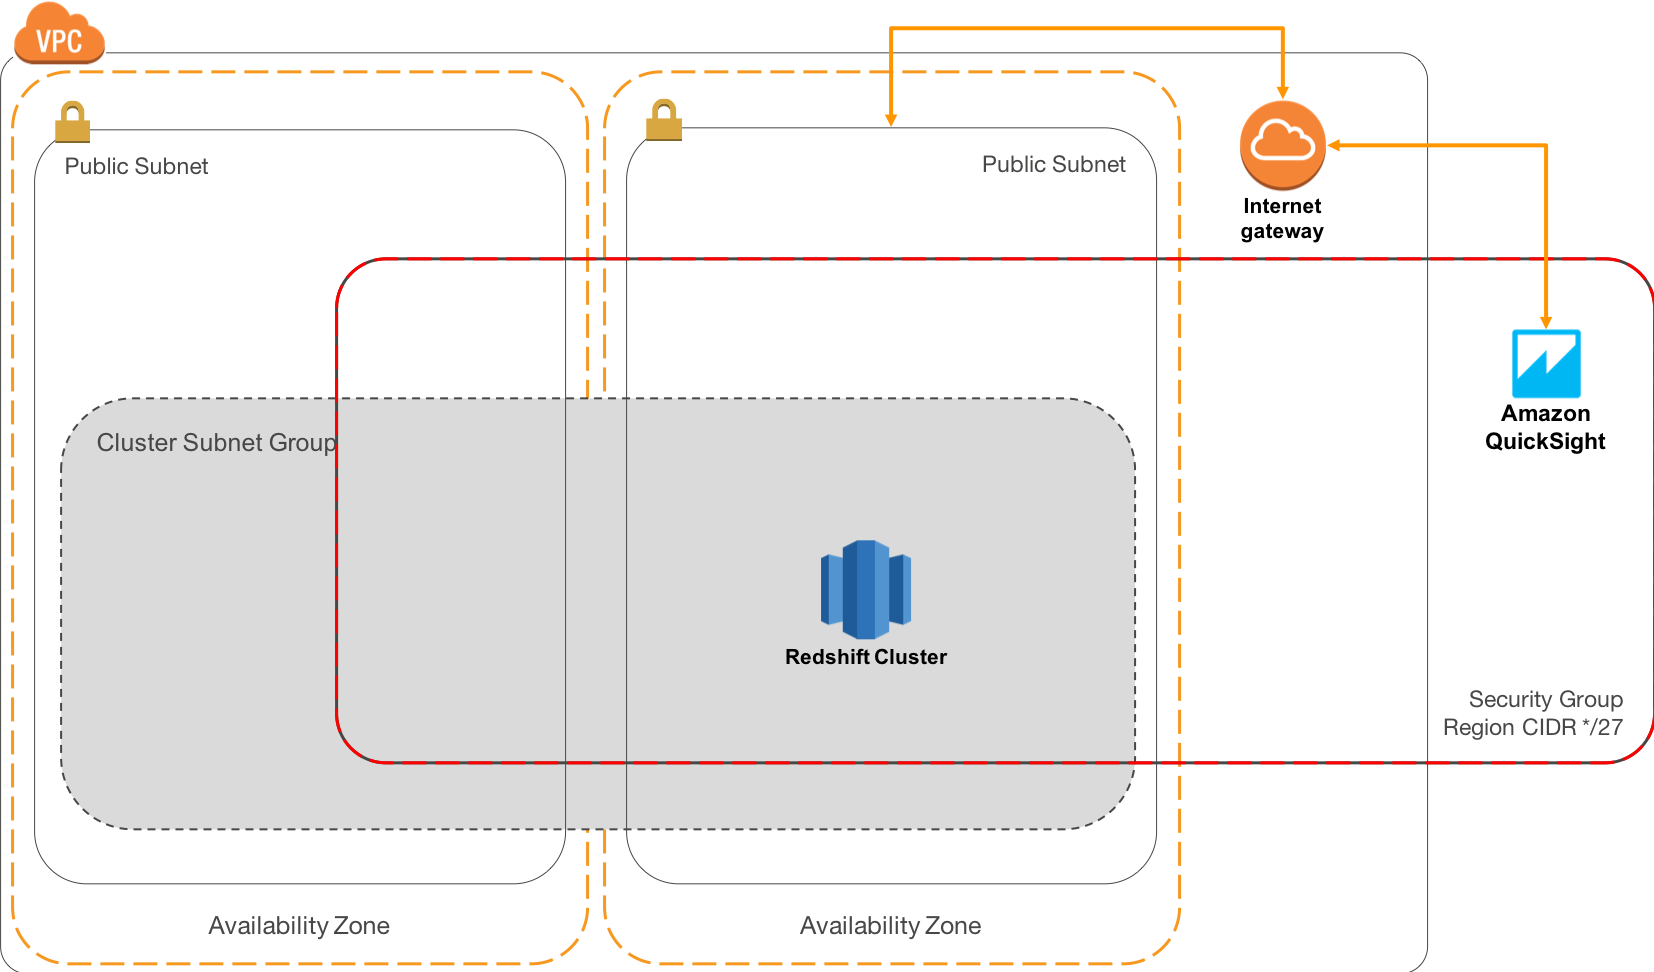 VPC
Public Subnet
Public Subnet
Internet
gateway
Amazon
QuickSight
Cluster Subnet Group
Redshift Cluster
Security Group
Region CIDR */27
Availability Zone
Availability Zone